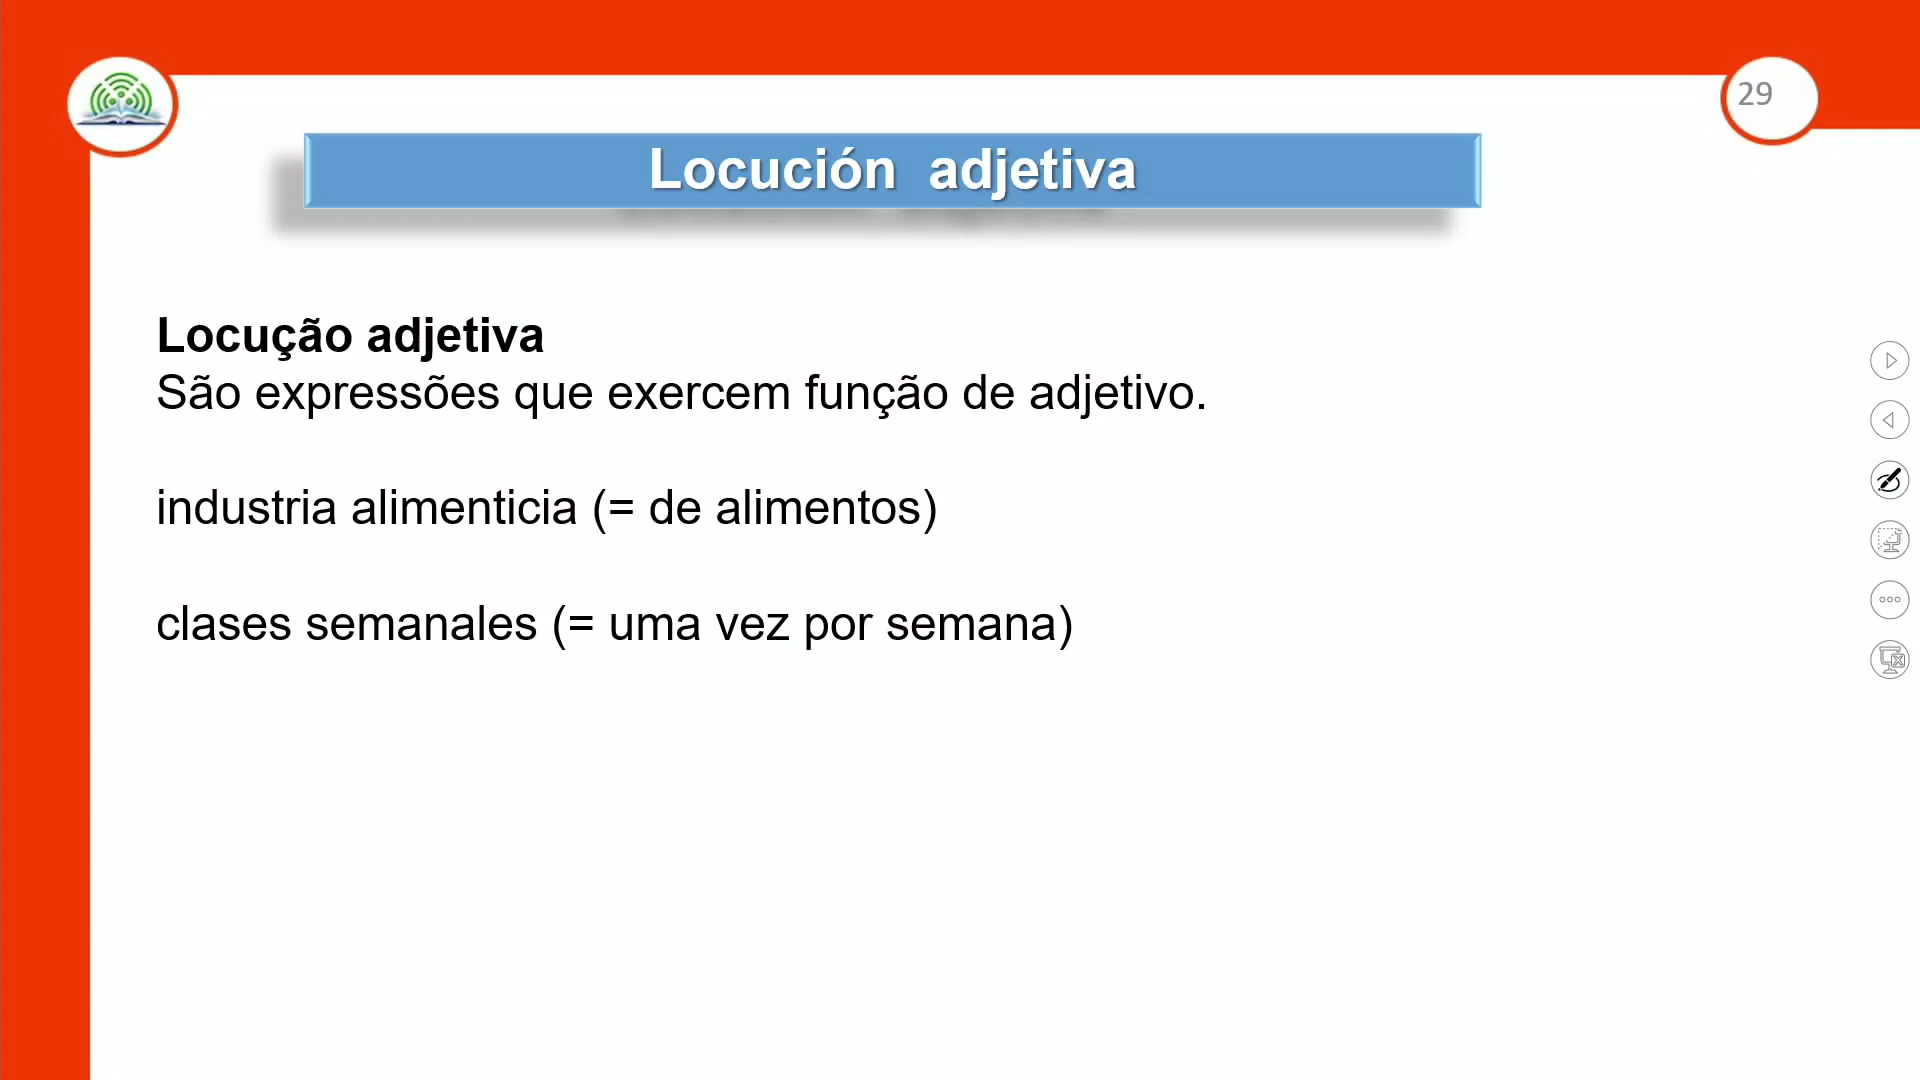 29
Locución adjetiva
Locução adjetiva
São expressões que exercem função de adjetivo.
industria alimenticia (= de alimentos)
clases semanales (= uma vez por semana)